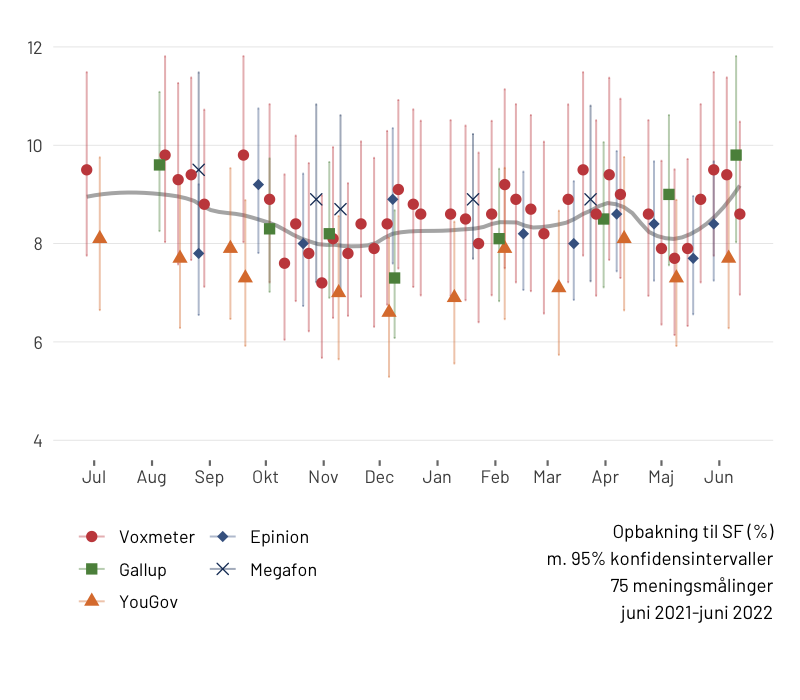 12
10
8
6
4
Jul Aug Sep Okt Nov Dec Jan Feb Mar Apr Maj Jun
Voxmeter Epinion
Gallup Megafon
YouGov
Opbakning til SF (%)
m. 95% konfidensintervaller
75 meningsmålinger
juni 2021-juni 2022